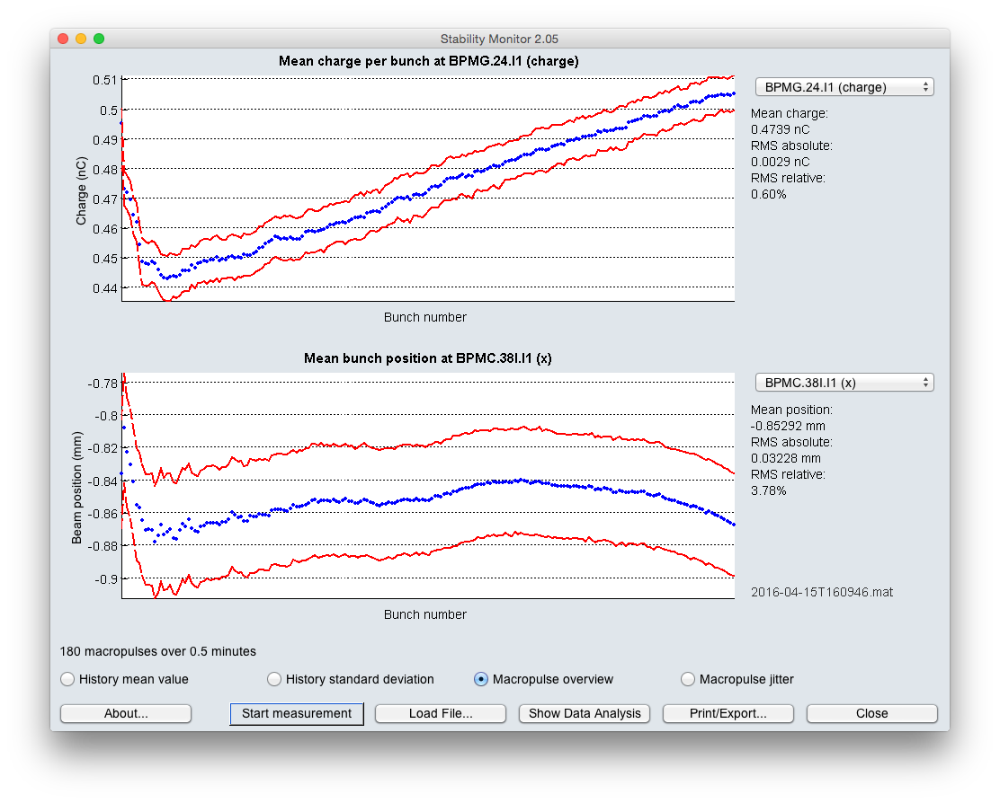 Stability Monitor 2.05
Mean charge per bunch at BPMG.24.I1 (charge)
0.51
0.5
0.49
0.48
0.47
0.46
0.45
0.44
Charge (nC)
Bunch number
BPMG.24.I1 (charge)
Mean charge:
0.4739 nC
RMS absolute:
0.0029 nC
RMS relative:
0.60%
Mean bunch position at BPMC.38I.I1 (x)
-0.78
-0.8
-0.82
-0.84
-0.86
-0.88
-0.9
Beam position (mm)
Bunch number
BPMC.38I.I1 (x)
Mean position:
-0.85292 mm
RMS absolute:
0.03228 mm
RMS relative:
3.78%
2016-04-15T160946.mat
180 macropulses over 0.5 minutes
History mean value
History standard deviation
Macropulse overview
Macropulse jitter
About...
Start measurement
Load File...
Show Data Analysis
Print/Export...
Close